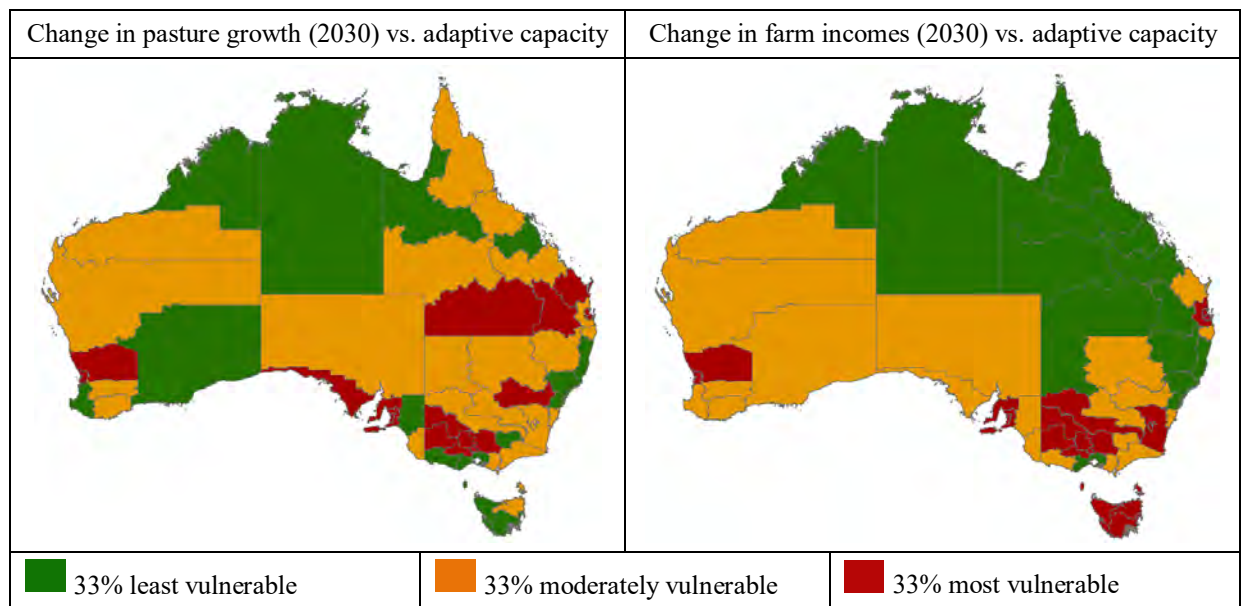 Change in pasture growth (2030) vs. adaptive capacity
Change in farm incomes (2030) vs. adaptive capacity
33% least vulnerable
33% moderately vulnerable
33% most vulnerable